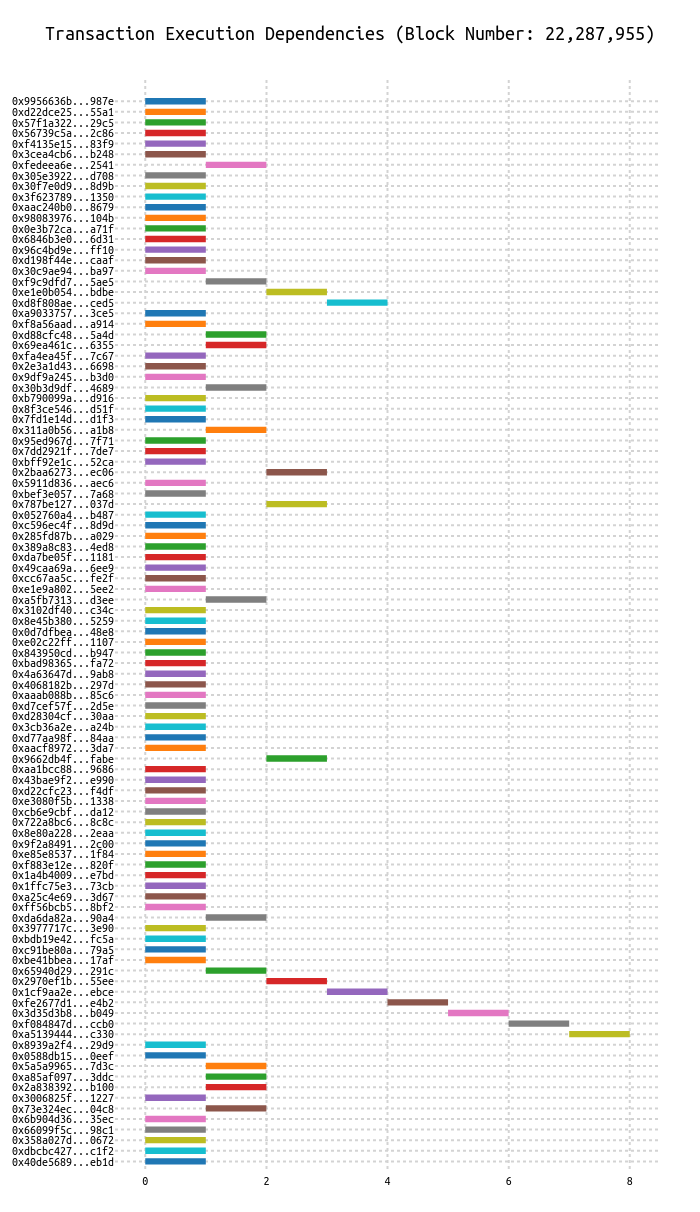 Transaction Execution Dependencies (Block Number: 22,287,955)
0x9956636b...987e
0xd22dce25...55a1
0x57f1a322...29c5
0x56739c5a...2c86
0xf4135e15...83f9
0x3cea4cb6...b248
0xfedeea6e...2541
0x305e3922...d708
0x30f7e0d9...8d9b
0x3f623789...1350
0xaac240b0...8679
0x98083976...104b
0x0e3b72ca...a71f
0x6846b3e0...6d31
0x96c4bd9e...ff10
0xd198f44e...caaf
0x30c9ae94...ba97
0xf9c9dfd7...5ae5
0xe1e0b054...bdbe
0xd8f808ae...ced5
0xa9033757...3ce5
0xf8a56aad...a914
0xd88cfc48...5a4d
0x69ea461c...6355
0xfa4ea45f...7c67
0x2e3a1d43...6698
0x9df9a245...b3d0
0x30b3d9df...4689
0xb790099a...d916
0x8f3ce546...d51f
0x7fd1e14d...d1f3
0x311a0b56...a1b8
0x95ed967d...7f71
0x7dd2921f...7de7
0xbff92e1c...52ca
0x2baa6273...ec06
0x5911d836...aec6
0xbef3e057...7a68
0x787be127...037d
0x052760a4...b487
0xc596ec4f...8d9d
0x285fd87b...a029
0x389a8c83...4ed8
0xda7be05f...1181
0x49caa69a...6ee9
0xcc67aa5c...fe2f
0xe1e9a802...5ee2
0xa5fb7313...d3ee
0x3102df40...c34c
0x8e45b380...5259
0x0d7dfbea...48e8
0xe02c22ff...1107
0x843950cd...b947
0xbad98365...fa72
0x4a63647d...9ab8
0x4068182b...297d
0xaaab088b...85c6
0xd7cef57f...2d5e
0xd28304cf...30aa
0x3cb36a2e...a24b
0xd77aa98f...84aa
0xaacf8972...3da7
0x9662db4f...fabe
0xaa1bcc88...9686
0x43bae9f2...e990
0xd22cfc23...f4df
0xe3080f5b...1338
0xcb6e9cbf...da12
0x722a8bc6...8c8c
0x8e80a228...2eaa
0x9f2a8491...2c00
0xe85e8537...1f84
0xf883e12e...820f
0x1a4b4009...e7bd
0x1ffc75e3...73cb
0xa25c4e69...3d67
0xff56bcb5...8bf2
0xda6da82a...90a4
0x3977717c...3e90
0xbdb19e42...fc5a
0xc91be80a...79a5
0xbe41bbea...17af
0x65940d29...291c
0x2970ef1b...55ee
0x1cf9aa2e...ebce
0xfe2677d1...e4b2
0x3d35d3b8...b049
0xf084847d...ccb0
0xa5139444...c330
0x8939a2f4...29d9
0x0588db15...0eef
0x5a5a9965...7d3c
0xa85af097...3ddc
0x2a838392...b100
0x3006825f...1227
0x73e324ec...04c8
0x6b904d36...35ec
0x66099f5c...98c1
0x358a027d...0672
0xdbcbc427...c1f2
0x40de5689...eb1d
0 2 4 6 8